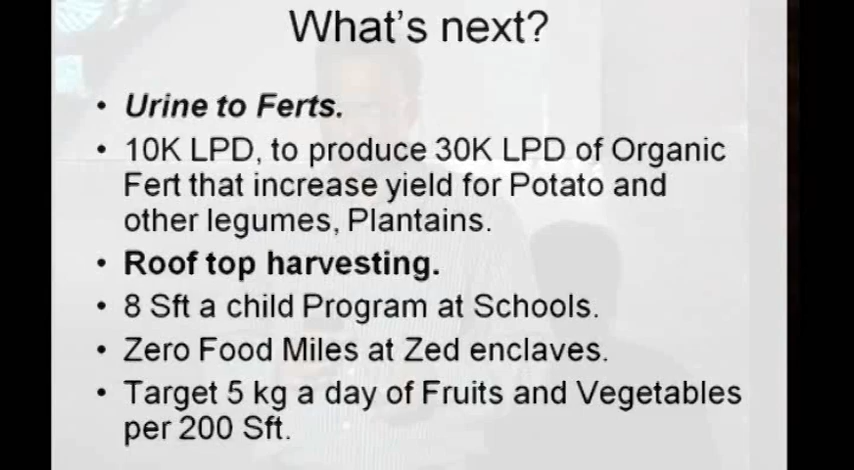 What's next?
• Urine to Ferts.
• 10K LPD, to produce 30K LPD of Organic
Fert that increase yield for Potato and
other legumes, Plantains.
• Roof top harvesting.
• 8 Sft a child Program at Schools.
• Zero Food Miles at Zed enclaves.
• Target 5 kg a day of Fruits and Vegetables
per 200 Sft.